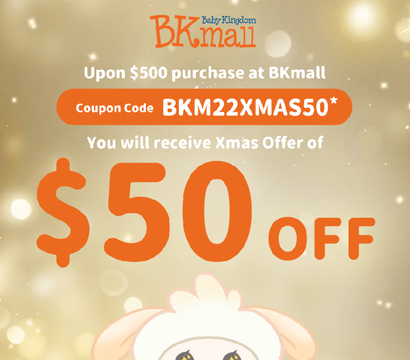 Baby Kingdom
BKmall
Upon $500 purchase at BKmall
Coupon Code BKM22XMAS50*
You will receive Xmas Offer of
$50 OFF